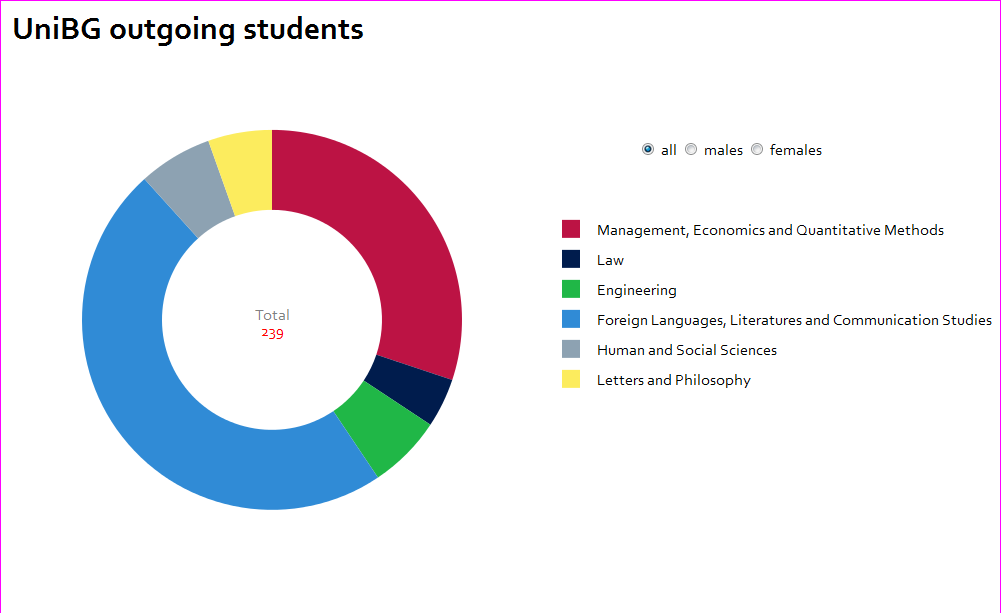 UniBG outgoing students
all males females
Management, Economics and Quantitative Methods
Law
Engineering
Foreign Languages, Literatures and Communication Studies
Human and Social Sciences
Letters and Philosophy
Total
239